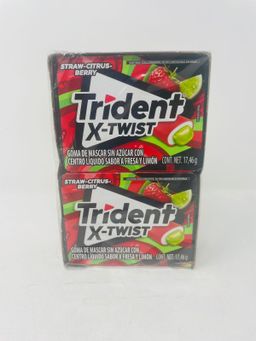 STRAW-CITRUS-
BERRY
Trident
X-TWIST
GOMA DE MASCAR SIN AZÚCAR CON
CENTRO LÍQUIDO SABOR A FRESA Y LIMÓN
CONT. NET. 17,46 g
STRAW-CITRUS-
BERRY
Trident
X-TWIST
GOMA DE MASCAR SIN AZÚCAR CON
CENTRO LÍQUIDO SABOR A FRESA Y LIMÓN
CONT. NET. 17,46 g